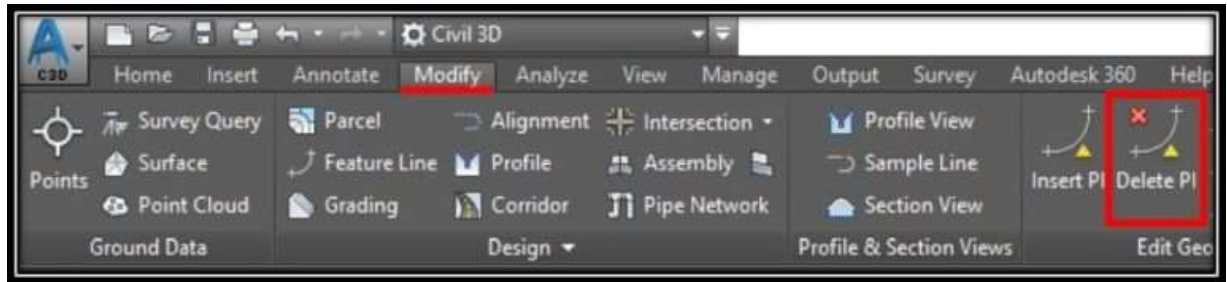 Civil 3D
C3D
Home Insert Annotate Modify Analyze View Manage Output Survey Autodesk 360 Help
Survey Query Parcel Alignment Intersection Profile View
Surface Feature Line Profile Assembly Sample Line
Points Insert PI Delete PI
Point Cloud Grading Corridor Pipe Network Section View
Ground Data Design Profile & Section Views Edit Geo